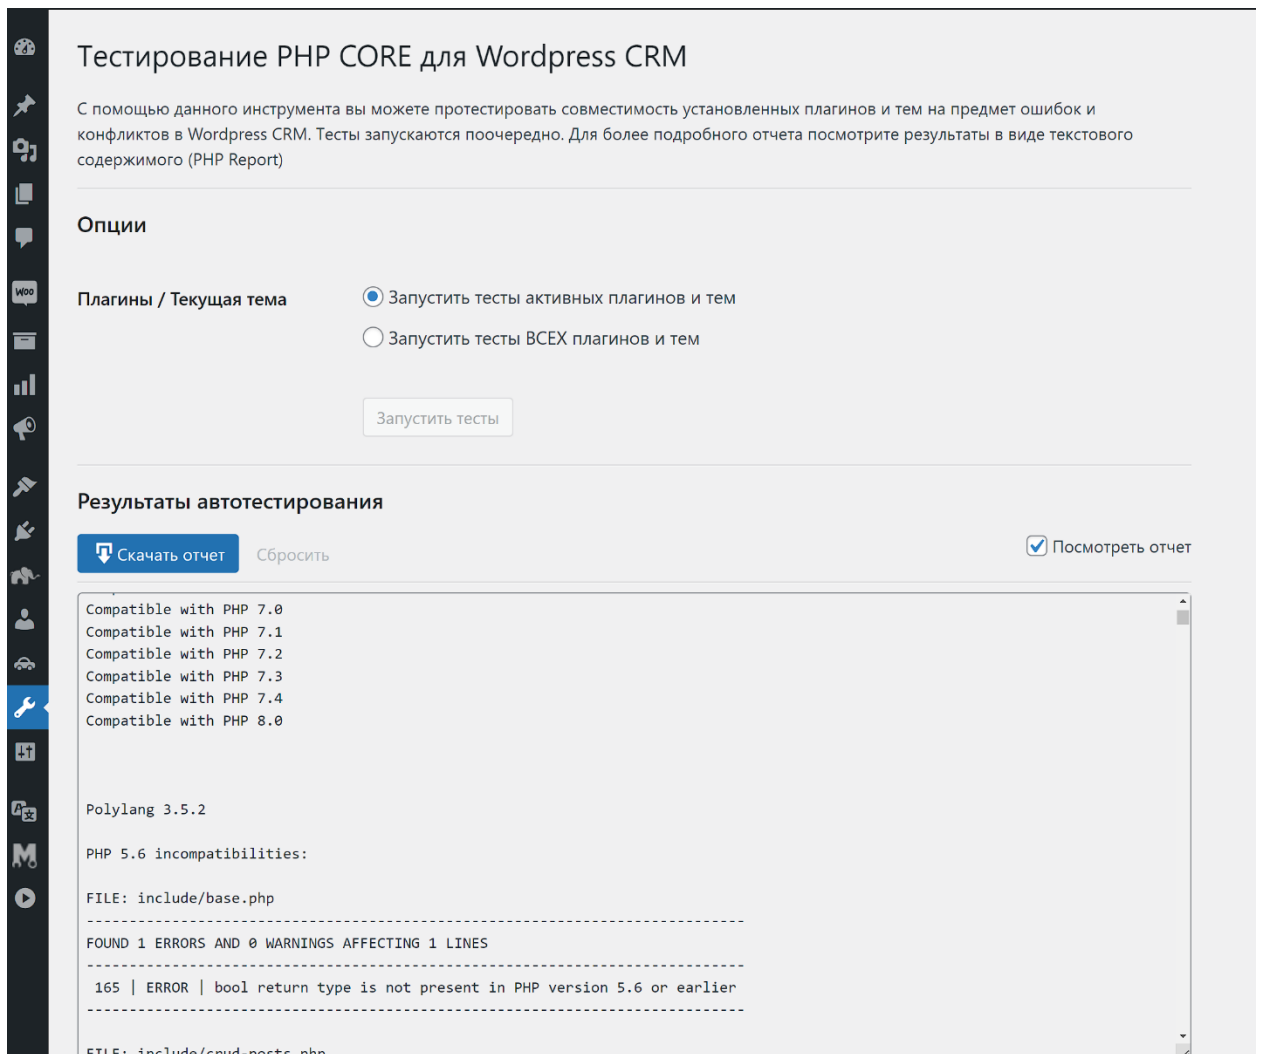 Тестирование PHP CORE для Wordpress CRM
С помощью данного инструмента вы можете протестировать совместимость установленных плагинов и тем на предмет ошибок и
конфликтов в Wordpress CRM. Тесты запускаются поочередно. Для более подробного отчета посмотрите результаты в виде текстового
содержимого (PHP Report)
Опции
Плагины / Текущая тема
Запустить тесты активных плагинов и тем
Запустить тесты ВСЕХ плагинов и тем
Запустить тесты
Результаты автотестирования
Скачать отчет Сбросить
Посмотреть отчет
Compatible with PHP 7.0
Compatible with PHP 7.1
Compatible with PHP 7.2
Compatible with PHP 7.3
Compatible with PHP 7.4
Compatible with PHP 8.0
Polylang 3.5.2
PHP 5.6 incompatibilities:
FILE: include/base.php
-----------------------------------------------------------------------------
FOUND 1 ERRORS AND 0 WARNINGS AFFECTING 1 LINES
-----------------------------------------------------------------------------
165 | ERROR | bool return type is not present in PHP version 5.6 or earlier
-----------------------------------------------------------------------------
FILE: include/crud-posts.php
Woo